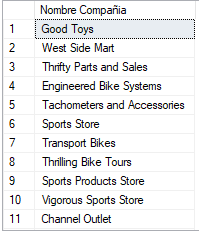 Nombre Compañia
1 Good Toys
2 West Side Mart
3 Thrifty Parts and Sales
4 Engineered Bike Systems
5 Tachometers and Accessories
6 Sports Store
7 Transport Bikes
8 Thrilling Bike Tours
9 Sports Products Store
10 Vigorous Sports Store
11 Channel Outlet